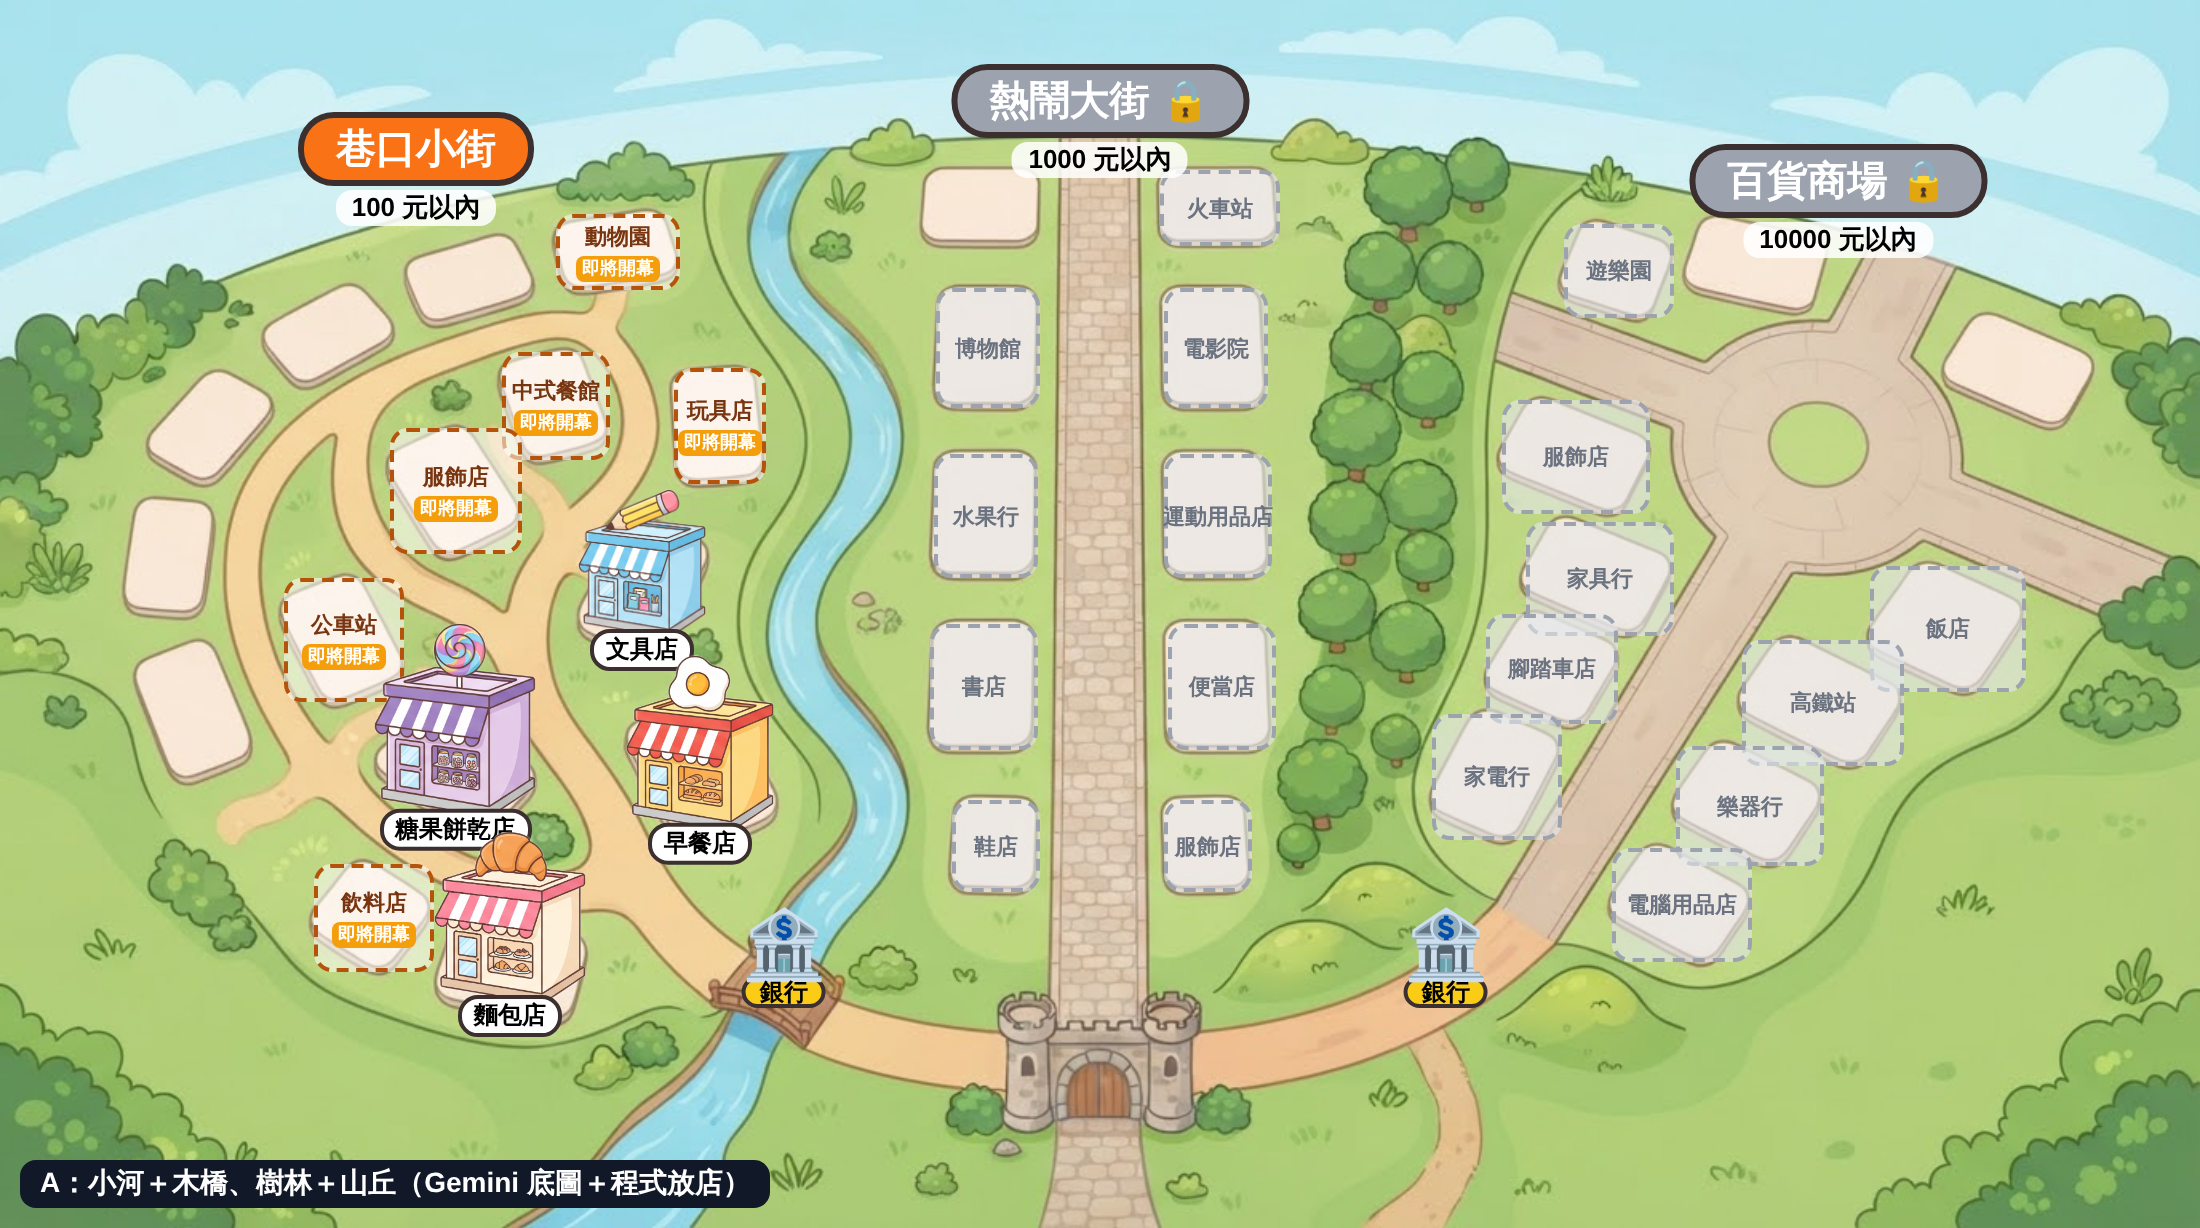 熱鬧大街
1000 元以內
巷口小街
100 元以內
百貨商場
10000 元以內
動物園
即將開幕
中式餐館
即將開幕
玩具店
即將開幕
服飾店
即將開幕
公車站
即將開幕
文具店
糖果餅乾店
早餐店
飲料店
即將開幕
麵包店
銀行
火車站
博物館
電影院
水果行
運動用品店
書店
便當店
鞋店
服飾店
銀行
遊樂園
服飾店
家具行
腳踏車店
家電行
飯店
高鐵站
樂器行
電腦用品店
A：小河＋木橋、樹林＋山丘（Gemini 底圖＋程式放店）